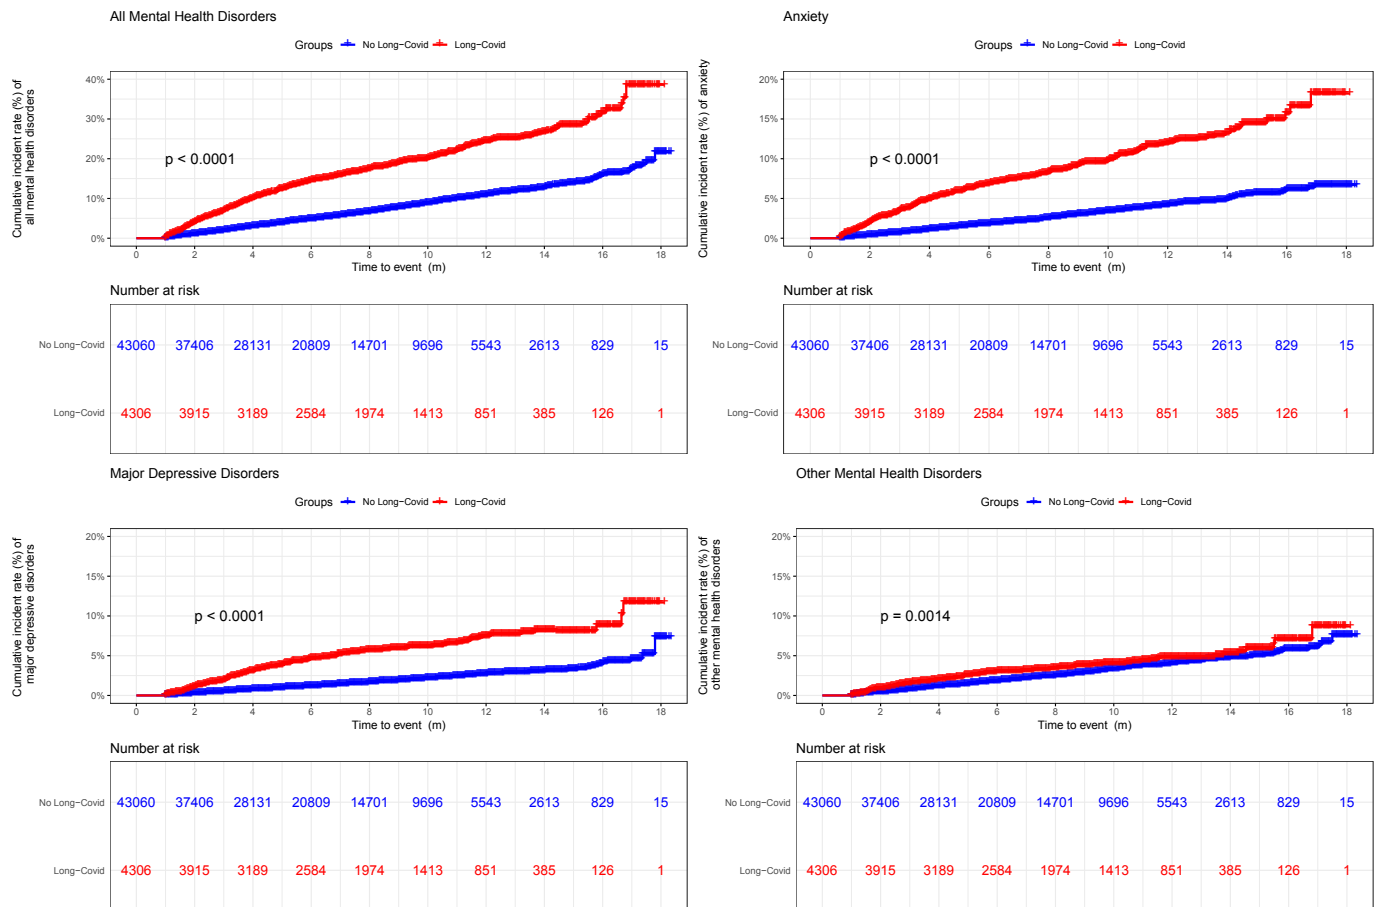 All Mental Health Disorders
Groups No Long−Covid Long−Covid
Cumulative incident rate (%) of
all mental health disorders
40%
30%
20%
10%
0%
p < 0.0001
0 2 4 6 8 10 12 14 16 18
Time to event (m)
Number at risk
No Long−Covid 43060 37406 28131 20809 14701 9696 5543 2613 829 15
Long−Covid 4306 3915 3189 2584 1974 1413 851 385 126 1
Anxiety
Groups No Long−Covid Long−Covid
Cumulative incident rate (%) of anxiety
20%
15%
10%
5%
0%
p < 0.0001
0 2 4 6 8 10 12 14 16 18
Time to event (m)
Number at risk
No Long−Covid 43060 37406 28131 20809 14701 9696 5543 2613 829 15
Long−Covid 4306 3915 3189 2584 1974 1413 851 385 126 1
Major Depressive Disorders
Groups No Long−Covid Long−Covid
Cumulative incident rate (%) of
major depressive disorders
20%
15%
10%
5%
0%
p < 0.0001
0 2 4 6 8 10 12 14 16 18
Time to event (m)
Number at risk
No Long−Covid 43060 37406 28131 20809 14701 9696 5543 2613 829 15
Long−Covid 4306 3915 3189 2584 1974 1413 851 385 126 1
Other Mental Health Disorders
Groups No Long−Covid Long−Covid
Cumulative incident rate (%) of
other mental health disorders
20%
15%
10%
5%
0%
p = 0.0014
0 2 4 6 8 10 12 14 16 18
Time to event (m)
Number at risk
No Long−Covid 43060 37406 28131 20809 14701 9696 5543 2613 829 15
Long−Covid 4306 3915 3189 2584 1974 1413 851 385 126 1